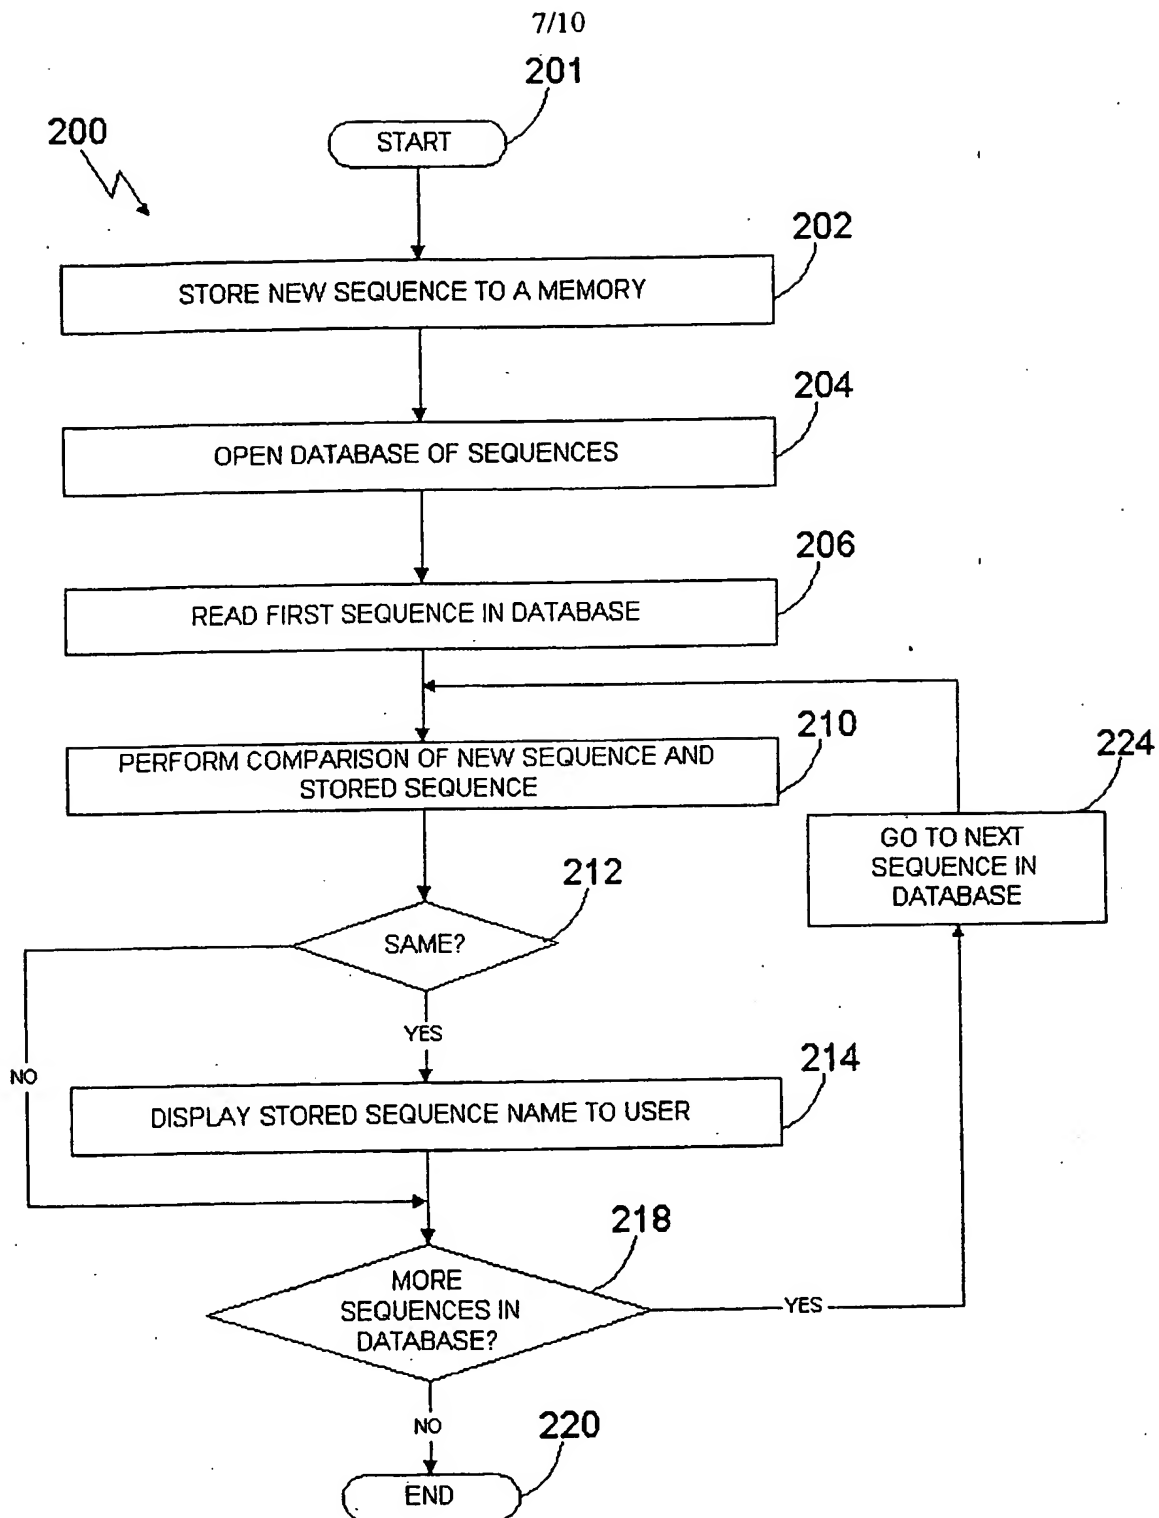 7/10
201
200
START
202
STORE NEW SEQUENCE TO A MEMORY
204
OPEN DATABASE OF SEQUENCES
206
READ FIRST SEQUENCE IN DATABASE
210
PERFORM COMPARISON OF NEW SEQUENCE AND
STORED SEQUENCE
224
GO TO NEXT
SEQUENCE IN
DATABASE
212
SAME?
YES
NO
214
DISPLAY STORED SEQUENCE NAME TO USER
218
MORE
SEQUENCES IN
DATABASE?
YES
NO
220
END